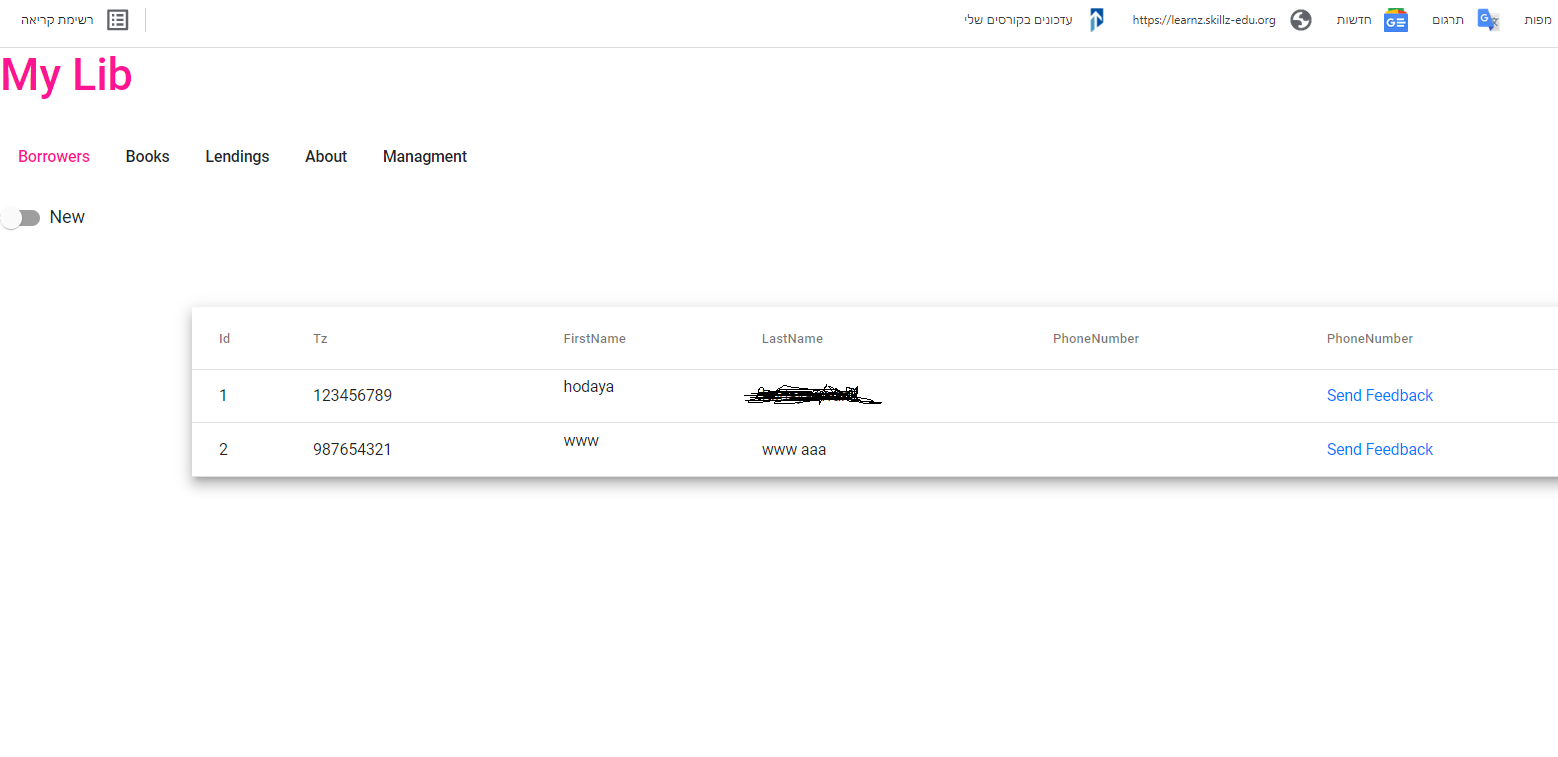 רשימת קריאה עדכונים בקורסים שלי https://learnz.skillz-edu.org חדשות תרגום מפות
My Lib
Borrowers Books Lendings About Managment
New
Id Tz FirstName LastName PhoneNumber PhoneNumber
1 123456789 hodaya Send Feedback
2 987654321 www www aaa Send Feedback